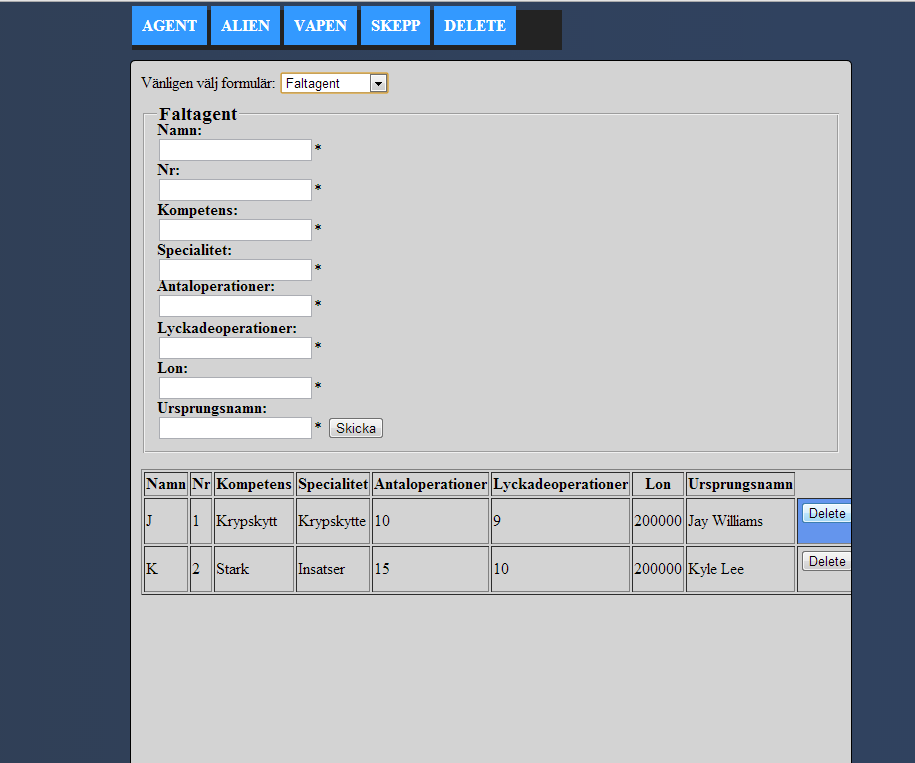 AGENT ALIEN VAPEN SKEPP DELETE
Vänligen välj formulär: Faltagent
Faltagent
Namn:
*
Nr:
*
Kompetens:
*
Specialitet:
*
Antaloperationer:
*
Lyckadeoperationer:
*
Lon:
*
Ursprungsnamn:
* Skicka
Namn Nr Kompetens Specialitet Antaloperationer Lyckadeoperationer Lon Ursprungsnamn
J 1 Krypskytt Krypskytte 10 9 200000 Jay Williams Delete
K 2 Stark Insatser 15 10 200000 Kyle Lee Delete